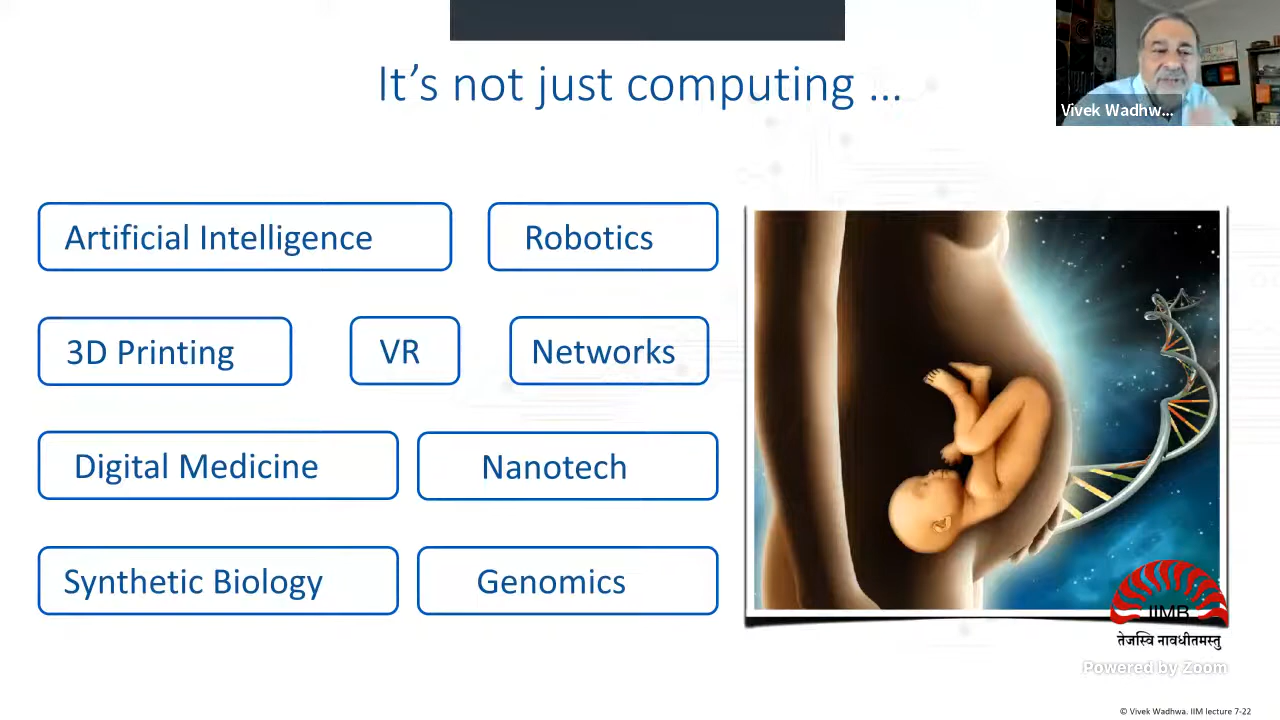 It's not just computing ...
Vivek Wadhw...
Artificial Intelligence
Robotics
3D Printing
VR
Networks
Digital Medicine
Nanotech
Synthetic Biology
Genomics
IIMB
तेजस्वि नावधीतमस्तु
Powered by Zoom
© Vivek Wadhwa. IIM lecture 7-22